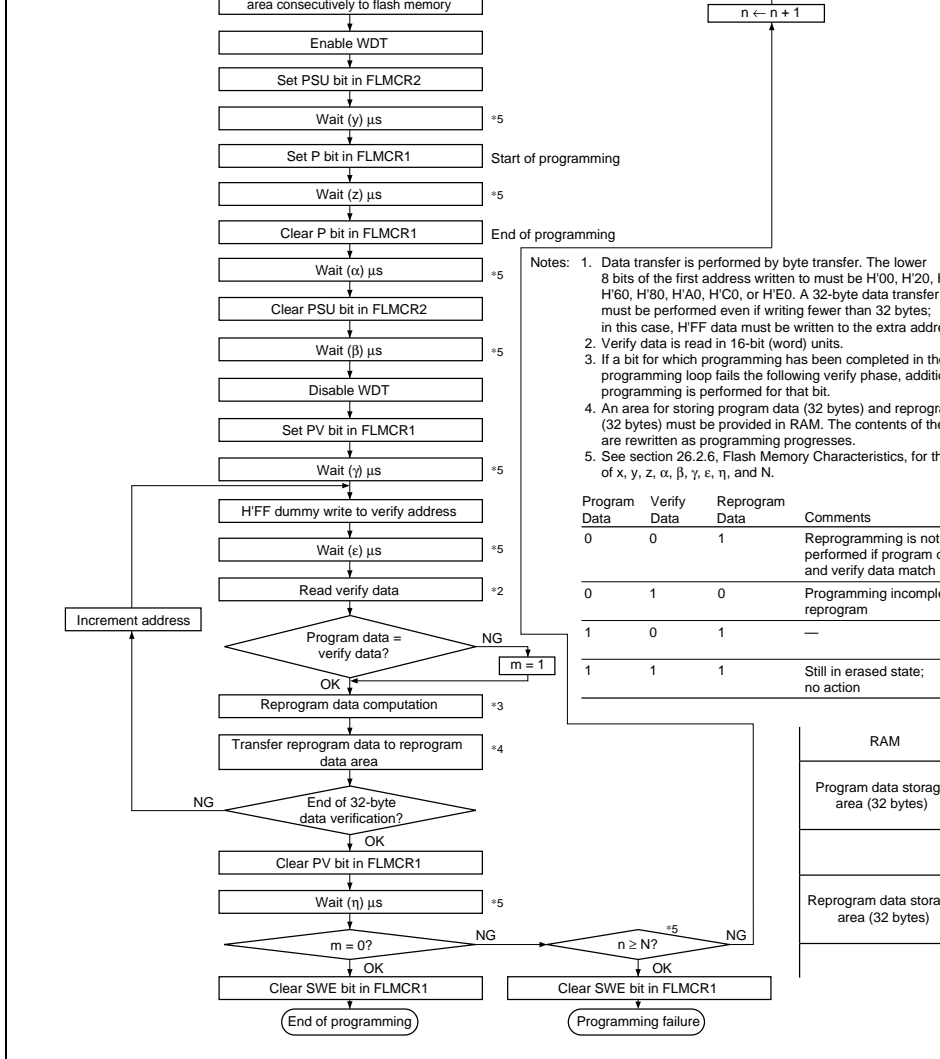 area consecutively to flash memory
n ← n + 1
Enable WDT
Set PSU bit in FLMCR2
Wait (y) µs
*5
Set P bit in FLMCR1
Start of programming
Wait (z) µs
*5
Clear P bit in FLMCR1
End of programming
Wait (α) µs
*5
Clear PSU bit in FLMCR2
Wait (β) µs
*5
Disable WDT
Set PV bit in FLMCR1
Wait (γ) µs
*5
H'FF dummy write to verify address
Wait (ε) µs
*5
Read verify data
*2
Increment address
Program data =
verify data?
NG
m = 1
OK
Reprogram data computation
*3
Transfer reprogram data to reprogram
data area
*4
NG
End of 32-byte
data verification?
OK
Clear PV bit in FLMCR1
Wait (η) µs
*5
m = 0?
NG
*5
n ≥ N?
NG
OK
OK
Clear SWE bit in FLMCR1
Clear SWE bit in FLMCR1
End of programming
Programming failure
Notes: 1. Data transfer is performed by byte transfer. The lower
8 bits of the first address written to must be H'00, H'20,
H'60, H'80, H'A0, H'C0, or H'E0. A 32-byte data transfer
must be performed even if writing fewer than 32 bytes;
in this case, H'FF data must be written to the extra
2. Verify data is read in 16-bit (word) units.
3. If a bit for which programming has been completed in the
programming loop fails the following verify phase,
programming is performed for that bit.
4. An area for storing program data (32 bytes) and
(32 bytes) must be provided in RAM. The contents of
are rewritten as programming progresses.
5. See section 26.2.6, Flash Memory Characteristics, for
of x, y, z, α, β, γ, ε, η, and N.
Program Verify Reprogram
Data Data Data Comments
0 0 1 Reprogramming is not
performed if program
and verify data match
0 1 0 Programming
reprogram
1 0 1 —
1 1 1 Still in erased state;
no action
RAM
Program data
area (32 bytes)
Reprogram data
area (32 bytes)